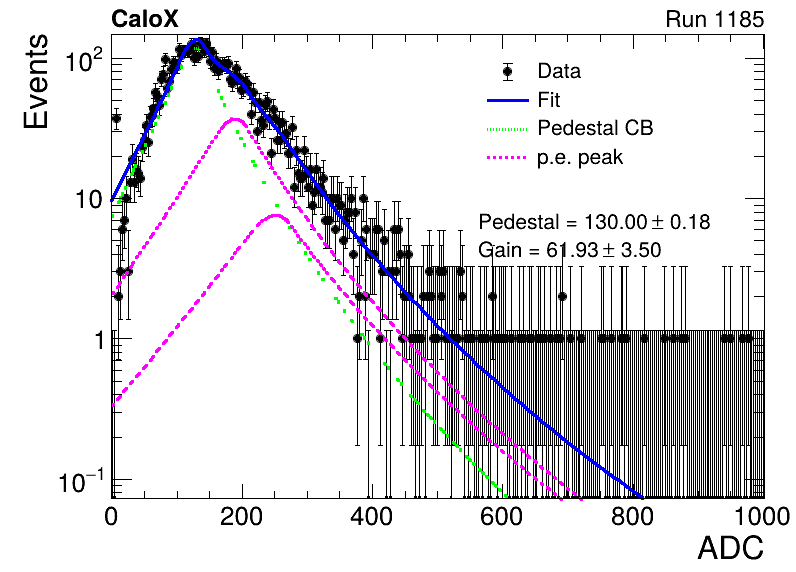 CaloX Run 1185
Events
Data
Fit
Pedestal CB
p.e. peak
Pedestal = 130.00 ± 0.18
Gain = 61.93 ± 3.50
10²
10
1
10⁻¹
0 200 400 600 800 1000
ADC